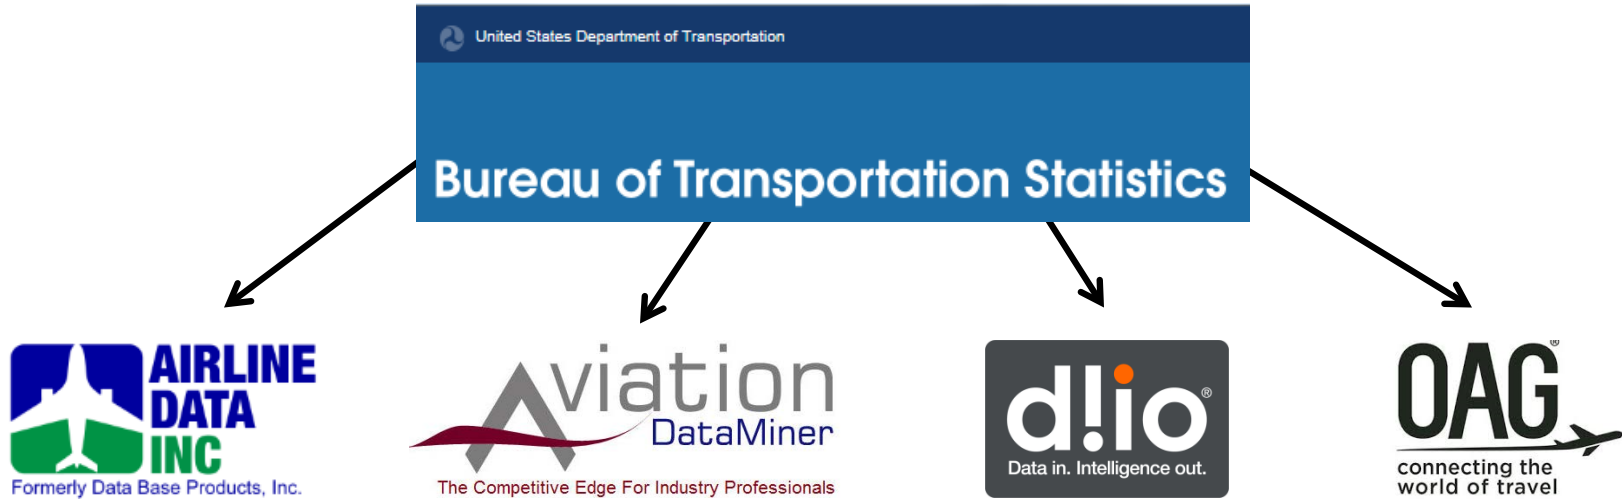 United States Department of Transportation
Bureau of Transportation Statistics
AIRLINE
DATA
INC
Formerly Data Base Products, Inc.
Aviation
DataMiner
The Competitive Edge For Industry Professionals
d!io®
Data in. Intelligence out.
OAG®
connecting the
world of travel